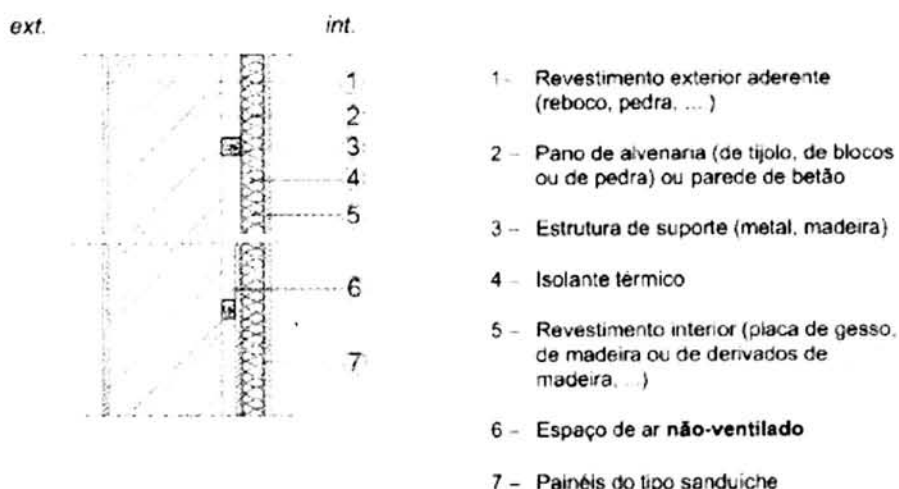 ext. int.
1
2
3
4
5
6
7
1 - Revestimento exterior aderente
(reboco, pedra, ... )
2 - Pano de alvenaria (de tijolo, de blocos
ou de pedra) ou parede de betão
3 - Estrutura de suporte (metal, madeira)
4 - Isolante térmico
5 - Revestimento interior (placa de gesso,
de madeira ou de derivados de
madeira, ...)
6 - Espaço de ar não-ventilado
7 - Painéis do tipo sanduiche